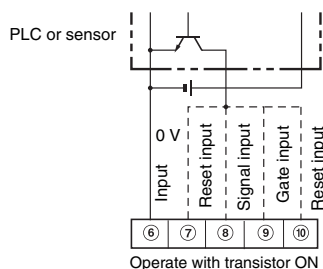 PLC or sensor
0 V
Input
Reset input
Signal input
Gate input
Reset input
⑥ ⑦ ⑧ ⑨ ⑩
Operate with transistor ON